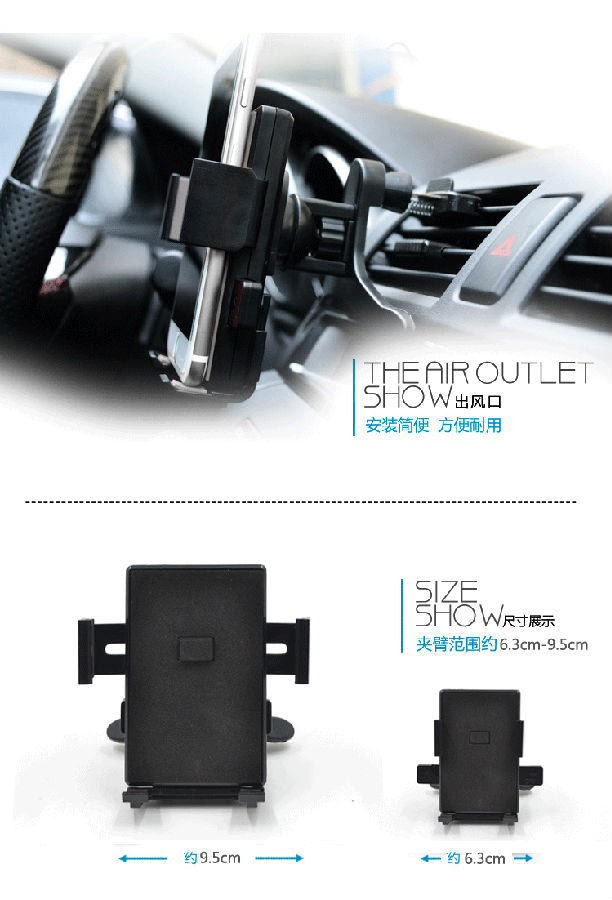 THE AIR OUTLET
SHOW出风口
安装简便 方便耐用
SIZE
SHOW尺寸展示
夹臂范围约6.3cm-9.5cm
约9.5cm
约6.3cm